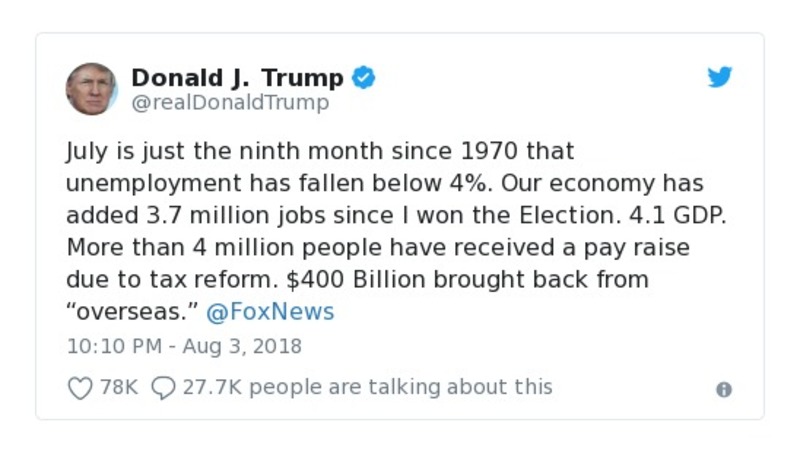 Donald J. Trump
@realDonaldTrump
July is just the ninth month since 1970 that
unemployment has fallen below 4%. Our economy has
added 3.7 million jobs since I won the Election. 4.1 GDP.
More than 4 million people have received a pay raise
due to tax reform. $400 Billion brought back from
“overseas.” @FoxNews
10:10 PM - Aug 3, 2018
78K 27.7K people are talking about this